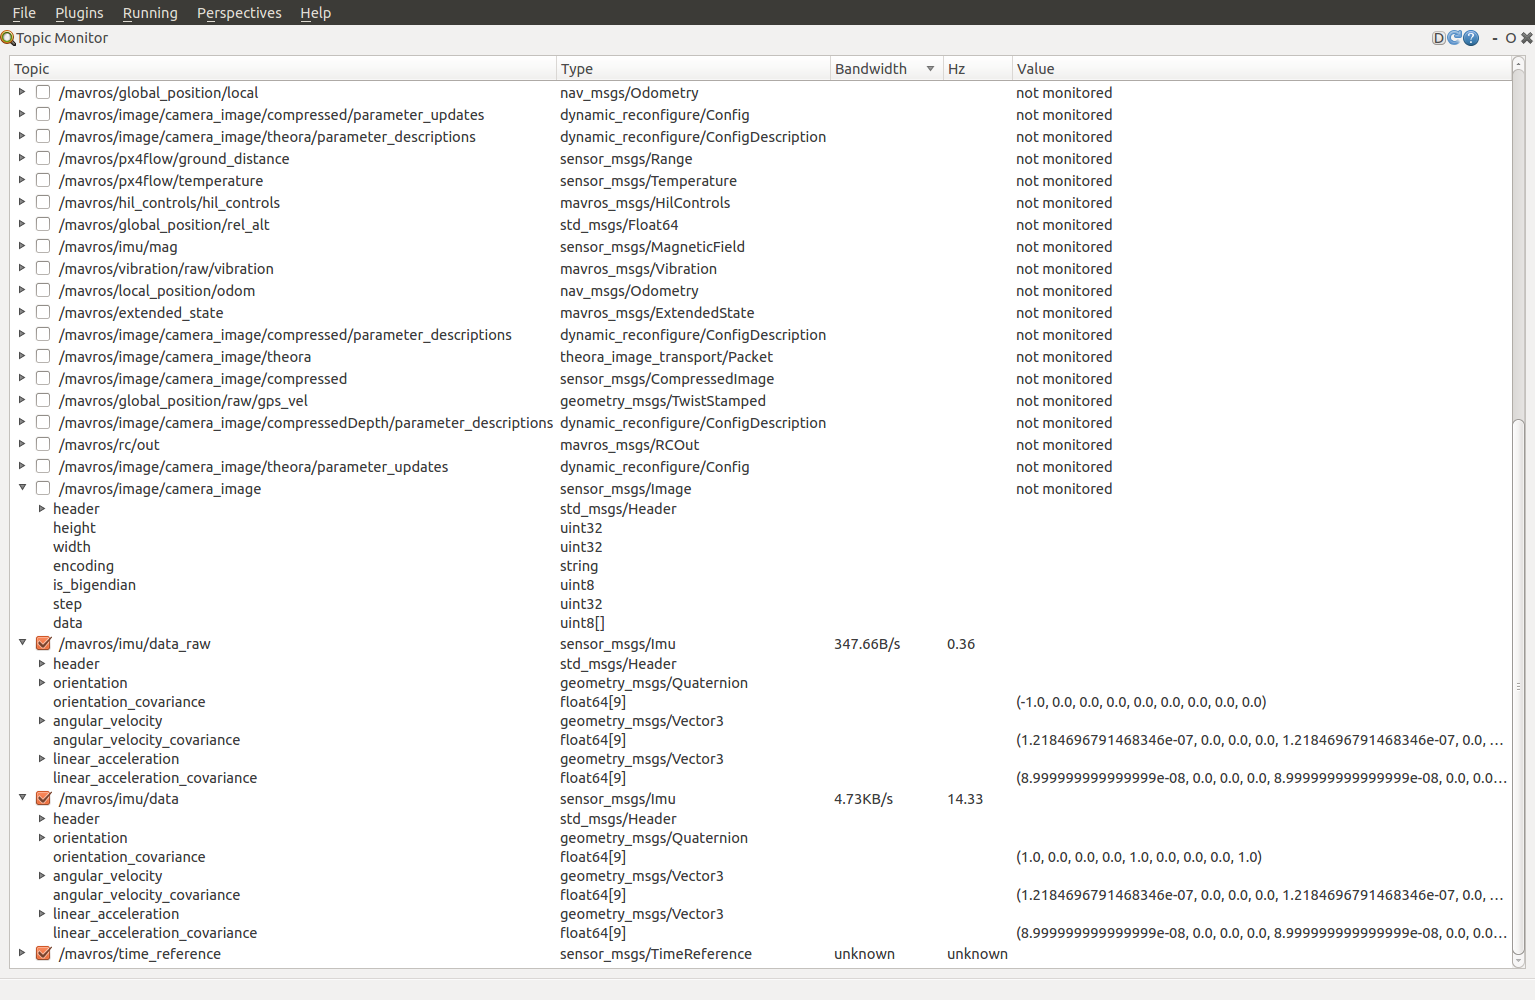 File Plugins Running Perspectives Help
Topic Monitor D ? - O
Topic Type Bandwidth Hz Value
/mavros/global_position/local nav_msgs/Odometry not monitored
/mavros/image/camera_image/compressed/parameter_updates dynamic_reconfigure/Config not monitored
/mavros/image/camera_image/theora/parameter_descriptions dynamic_reconfigure/ConfigDescription not monitored
/mavros/px4flow/ground_distance sensor_msgs/Range not monitored
/mavros/px4flow/temperature sensor_msgs/Temperature not monitored
/mavros/hil_controls/hil_controls mavros_msgs/HilControls not monitored
/mavros/global_position/rel_alt std_msgs/Float64 not monitored
/mavros/imu/mag sensor_msgs/MagneticField not monitored
/mavros/vibration/raw/vibration mavros_msgs/Vibration not monitored
/mavros/local_position/odom nav_msgs/Odometry not monitored
/mavros/extended_state mavros_msgs/ExtendedState not monitored
/mavros/image/camera_image/compressed/parameter_descriptions dynamic_reconfigure/ConfigDescription not monitored
/mavros/image/camera_image/theora theora_image_transport/Packet not monitored
/mavros/image/camera_image/compressed sensor_msgs/CompressedImage not monitored
/mavros/global_position/raw/gps_vel geometry_msgs/TwistStamped not monitored
/mavros/image/camera_image/compressedDepth/parameter_descriptions dynamic_reconfigure/ConfigDescription not monitored
/mavros/rc/out mavros_msgs/RCOut not monitored
/mavros/image/camera_image/theora/parameter_updates dynamic_reconfigure/Config not monitored
/mavros/image/camera_image sensor_msgs/Image not monitored
header std_msgs/Header
height uint32
width uint32
encoding string
is_bigendian uint8
step uint32
data uint8[]
/mavros/imu/data_raw sensor_msgs/Imu 347.66B/s 0.36
header std_msgs/Header
orientation geometry_msgs/Quaternion
orientation_covariance float64[9] (-1.0, 0.0, 0.0, 0.0, 0.0, 0.0, 0.0, 0.0, 0.0)
angular_velocity geometry_msgs/Vector3
angular_velocity_covariance float64[9] (1.2184696791468346e-07, 0.0, 0.0, 0.0, 1.2184696791468346e-07, 0.0, ...
linear_acceleration geometry_msgs/Vector3
linear_acceleration_covariance float64[9] (8.999999999999999e-08, 0.0, 0.0, 0.0, 8.999999999999999e-08, 0.0, 0.0...
/mavros/imu/data sensor_msgs/Imu 4.73KB/s 14.33
header std_msgs/Header
orientation geometry_msgs/Quaternion
orientation_covariance float64[9] (1.0, 0.0, 0.0, 0.0, 1.0, 0.0, 0.0, 0.0, 1.0)
angular_velocity geometry_msgs/Vector3
angular_velocity_covariance float64[9] (1.2184696791468346e-07, 0.0, 0.0, 0.0, 1.2184696791468346e-07, 0.0, ...
linear_acceleration geometry_msgs/Vector3
linear_acceleration_covariance float64[9] (8.999999999999999e-08, 0.0, 0.0, 0.0, 8.999999999999999e-08, 0.0, 0.0...
/mavros/time_reference sensor_msgs/TimeReference unknown unknown